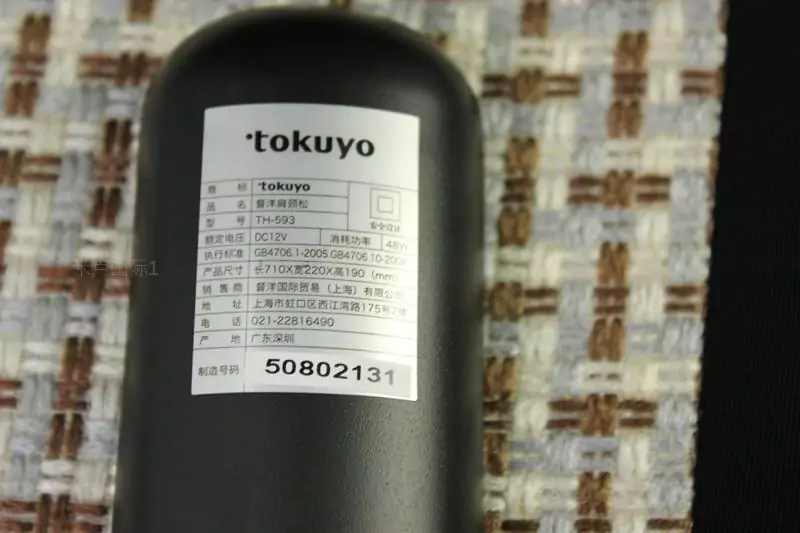 tokuyo
商标 tokuyo
品名 督洋肩颈松
型号 TH-593
安全设计
额定电压 DC12V 消耗功率 48W
执行标准 GB4706.1-2005.GB4706.10-2008
产品尺寸 长710X宽220X高190（mm）
销售商 督洋国际贸易（上海）有限公司
地址 上海市虹口区西江湾路175号2楼
电话 021-22816490
产地 广东深圳
制造号码 50802131